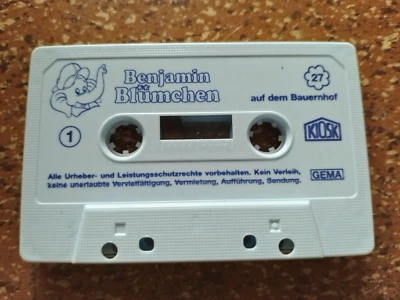 Benjamin
Blümchen
27
auf dem Bauernhof
1
KIOSK
Alle Urheber- und Leistungsschutzrechte vorbehalten. Kein Verleih,
keine unerlaubte Vervielfältigung, Vermietung, Aufführung, Sendung.
GEMA